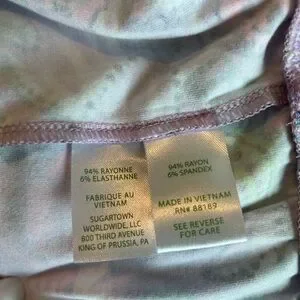 94% RAYONNE
6% ELASTHANNE
FABRIQUE AU
VIETNAM
SUGARTOWN
WORLDWIDE, LLC
800 THIRD AVENUE
KING OF PRUSSIA, PA
94% RAYON
6% SPANDEX
MADE IN VIETNAM
RN# 88189
SEE REVERSE
FOR CARE